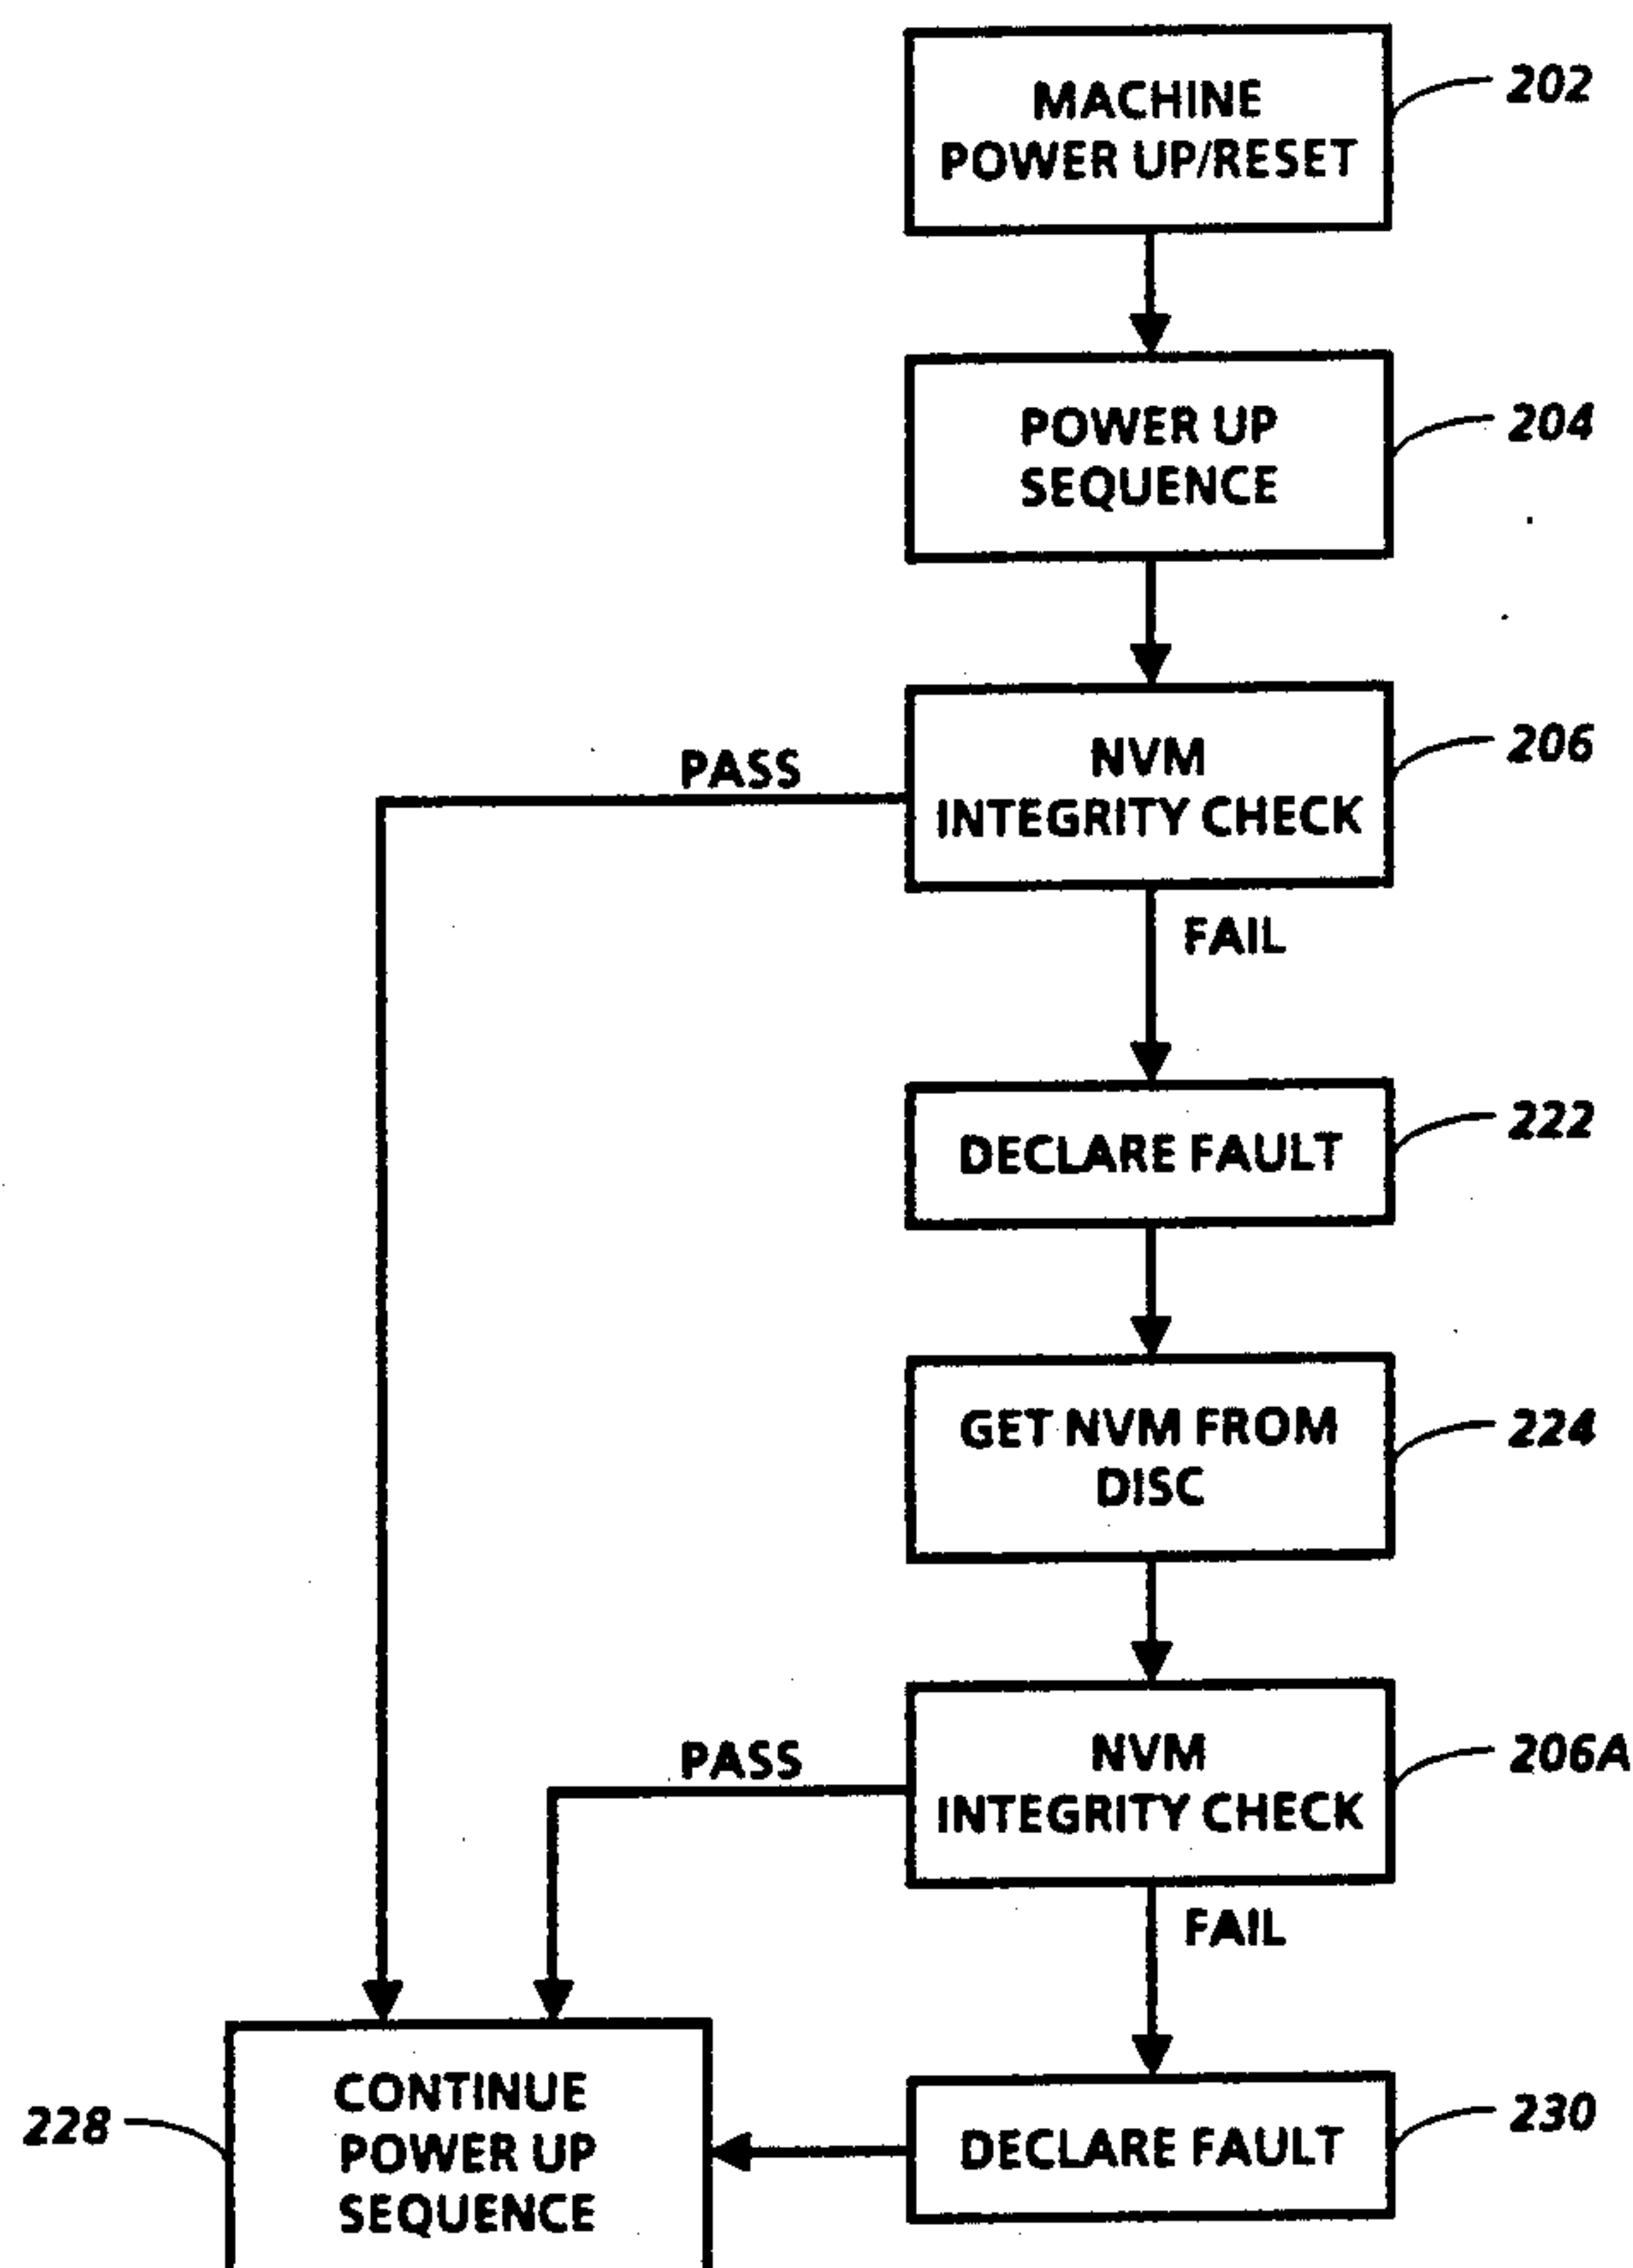 MACHINE
POWER UP/RESET
202
POWER UP
SEQUENCE
204
PASS
NVM
INTEGRITY CHECK
206
FAIL
DECLARE FAULT
222
GET NVM FROM
DISC
224
PASS
NVM
INTEGRITY CHECK
206A
FAIL
228
CONTINUE
POWER UP
SEQUENCE
DECLARE FAULT
230